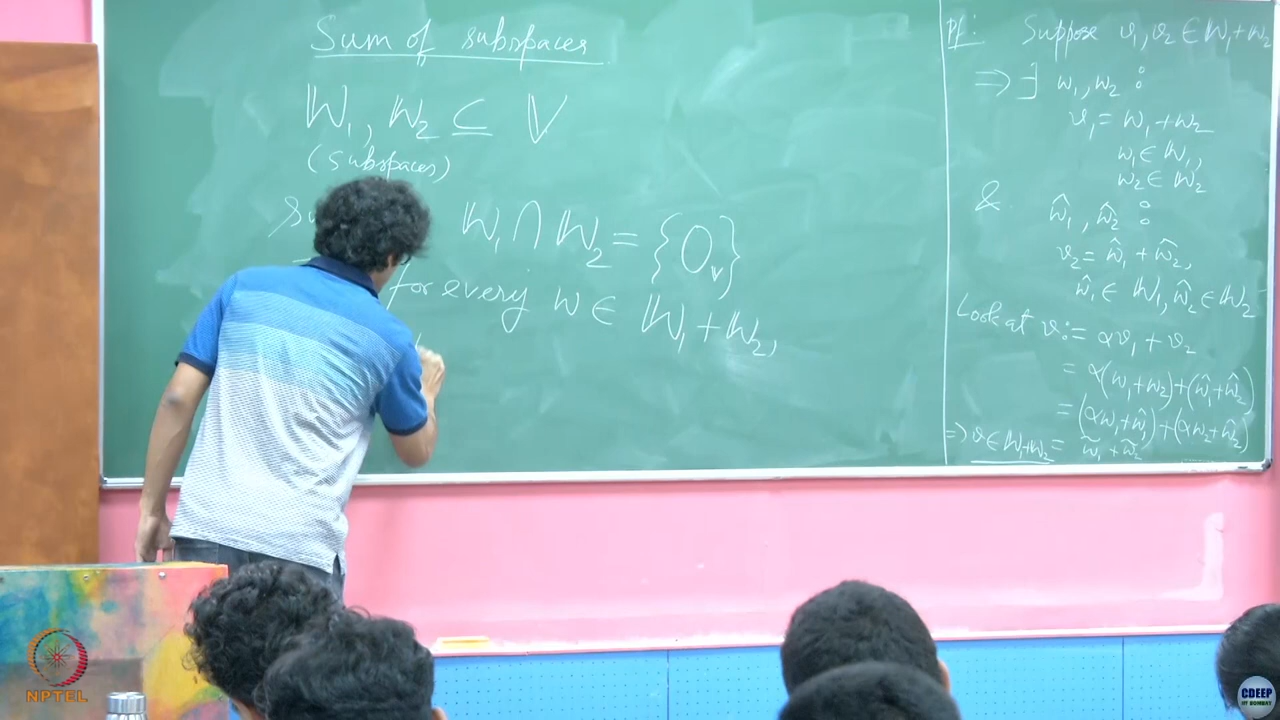 Sum of subspaces
W₁, W₂ ⊆ V
(subspaces)
W₁ ∩ W₂ = {0ᵥ}
for every w ∈ W₁ + W₂,
Pf: Suppose v₁, v₂ ∈ W₁ + W₂
⇒ ∃ w₁, w₂ :
v₁ = w₁ + w₂
w₁ ∈ W₁,
w₂ ∈ W₂
& ŵ₁, ŵ₂ :
v₂ = ŵ₁ + ŵ₂,
ŵ₁ ∈ W₁, ŵ₂ ∈ W₂
Look at v := αv₁ + v₂
= α(w₁ + w₂) + (ŵ₁ + ŵ₂)
= (αw₁ + ŵ₁) + (αw₂ + ŵ₂)
⇒ v ∈ W₁ + W₂ = w̃₁ + w̃₂
NPTEL
CDEEP
IIT BOMBAY